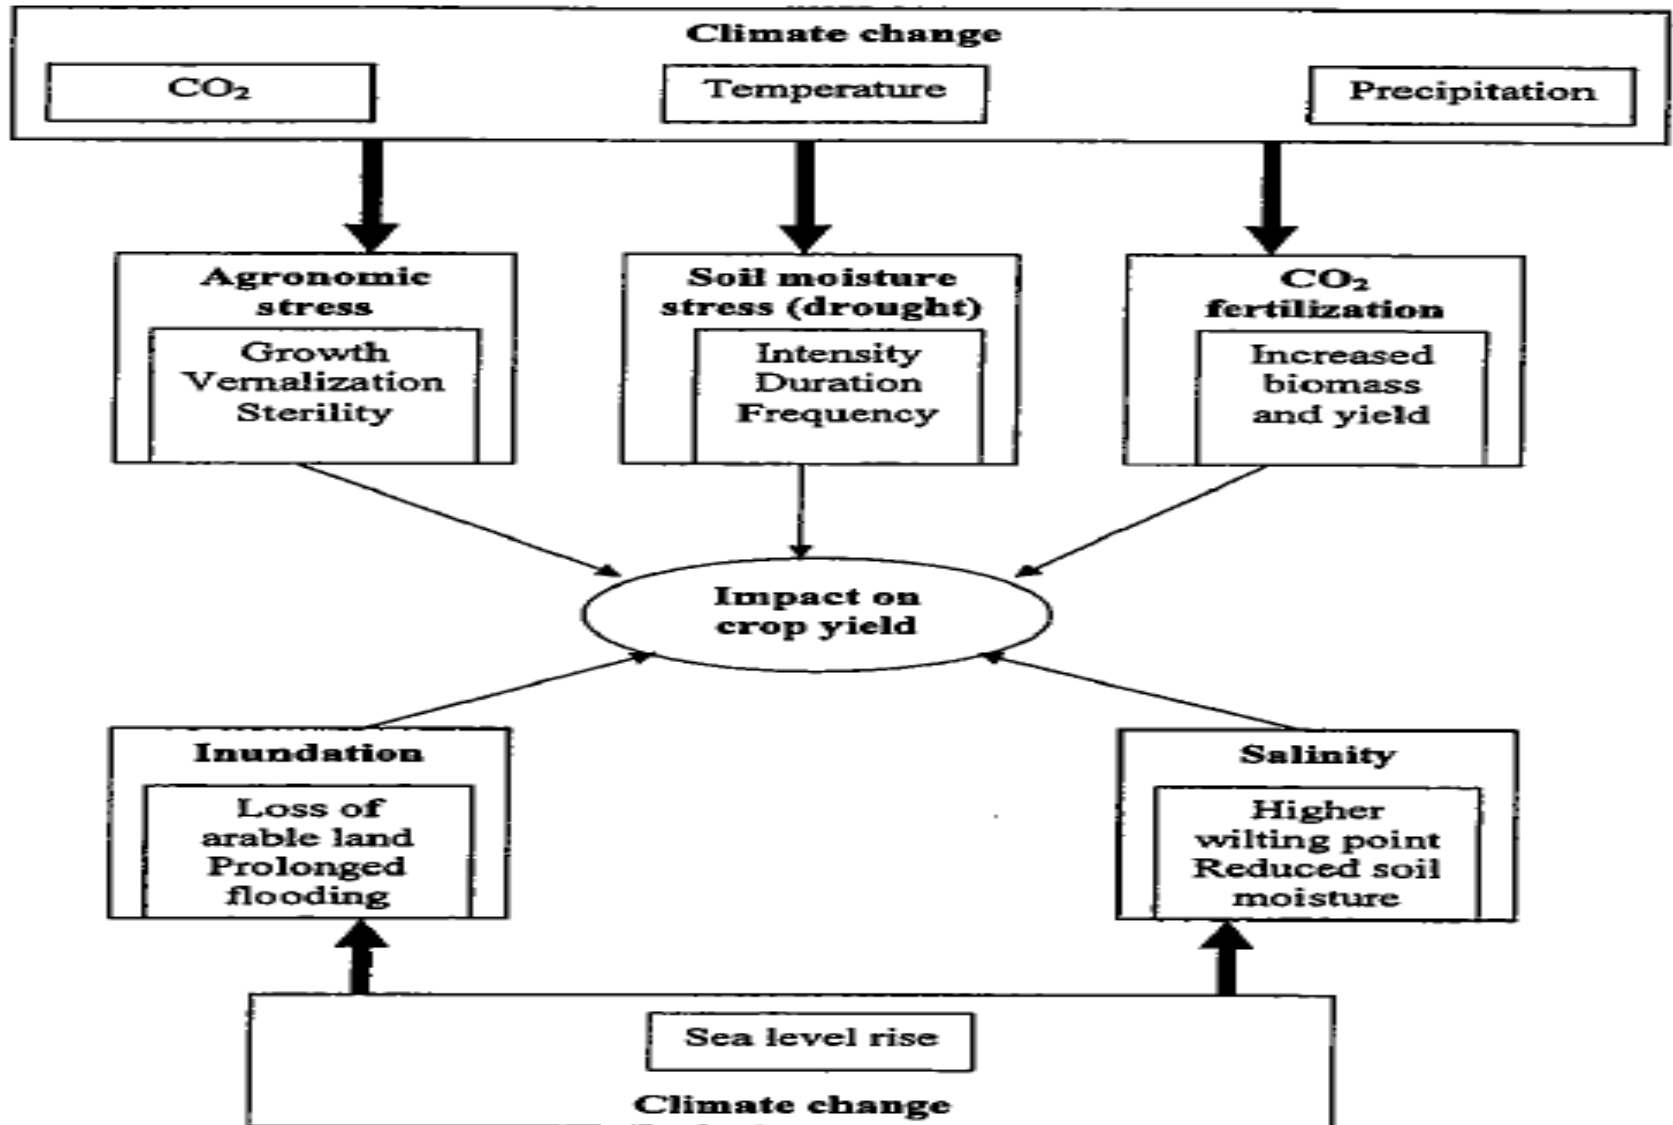 Climate change
CO₂
Temperature
Precipitation
Agronomic
stress
Growth
Vernalization
Sterility
Soil moisture
stress (drought)
Intensity
Duration
Frequency
CO₂
fertilization
Increased
biomass
and yield
Impact on
crop yield
Inundation
Loss of
arable land
Prolonged
flooding
Salinity
Higher
wilting point
Reduced soil
moisture
Sea level rise
Climate change